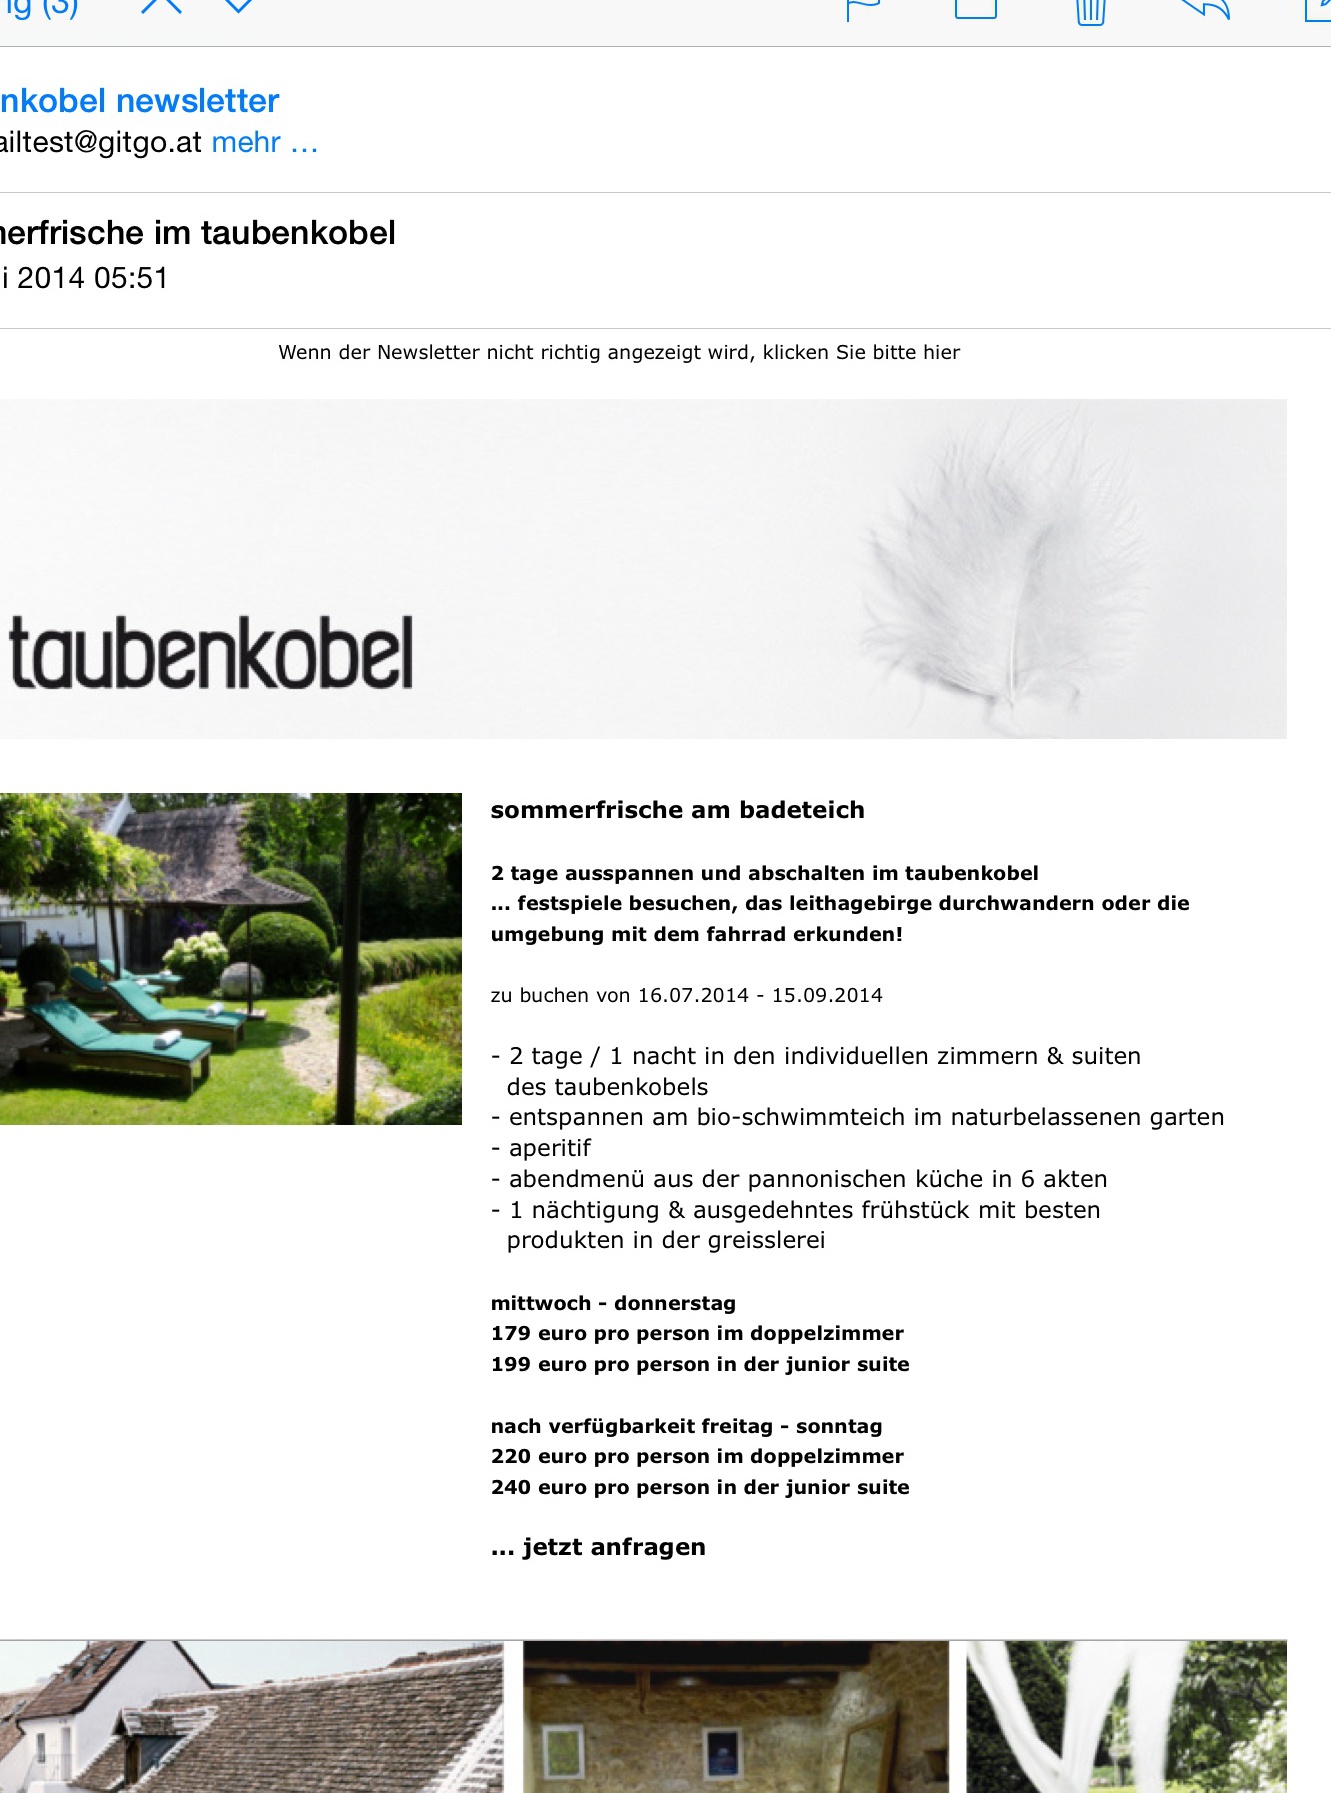 nkobel newsletter
ailtest@gitgo.at mehr …
erfrische im taubenkobel
i 2014 05:51
Wenn der Newsletter nicht richtig angezeigt wird, klicken Sie bitte hier
taubenkobel
sommerfrische am badeteich
2 tage ausspannen und abschalten im taubenkobel
... festspiele besuchen, das leithagebirge durchwandern oder die
umgebung mit dem fahrrad erkunden!
zu buchen von 16.07.2014 - 15.09.2014
- 2 tage / 1 nacht in den individuellen zimmern & suiten
des taubenkobels
- entspannen am bio-schwimmteich im naturbelassenen garten
- aperitif
- abendmenü aus der pannonischen küche in 6 akten
- 1 nächtigung & ausgedehntes frühstück mit besten
produkten in der greisslerei
mittwoch - donnerstag
179 euro pro person im doppelzimmer
199 euro pro person in der junior suite
nach verfügbarkeit freitag - sonntag
220 euro pro person im doppelzimmer
240 euro pro person in der junior suite
... jetzt anfragen